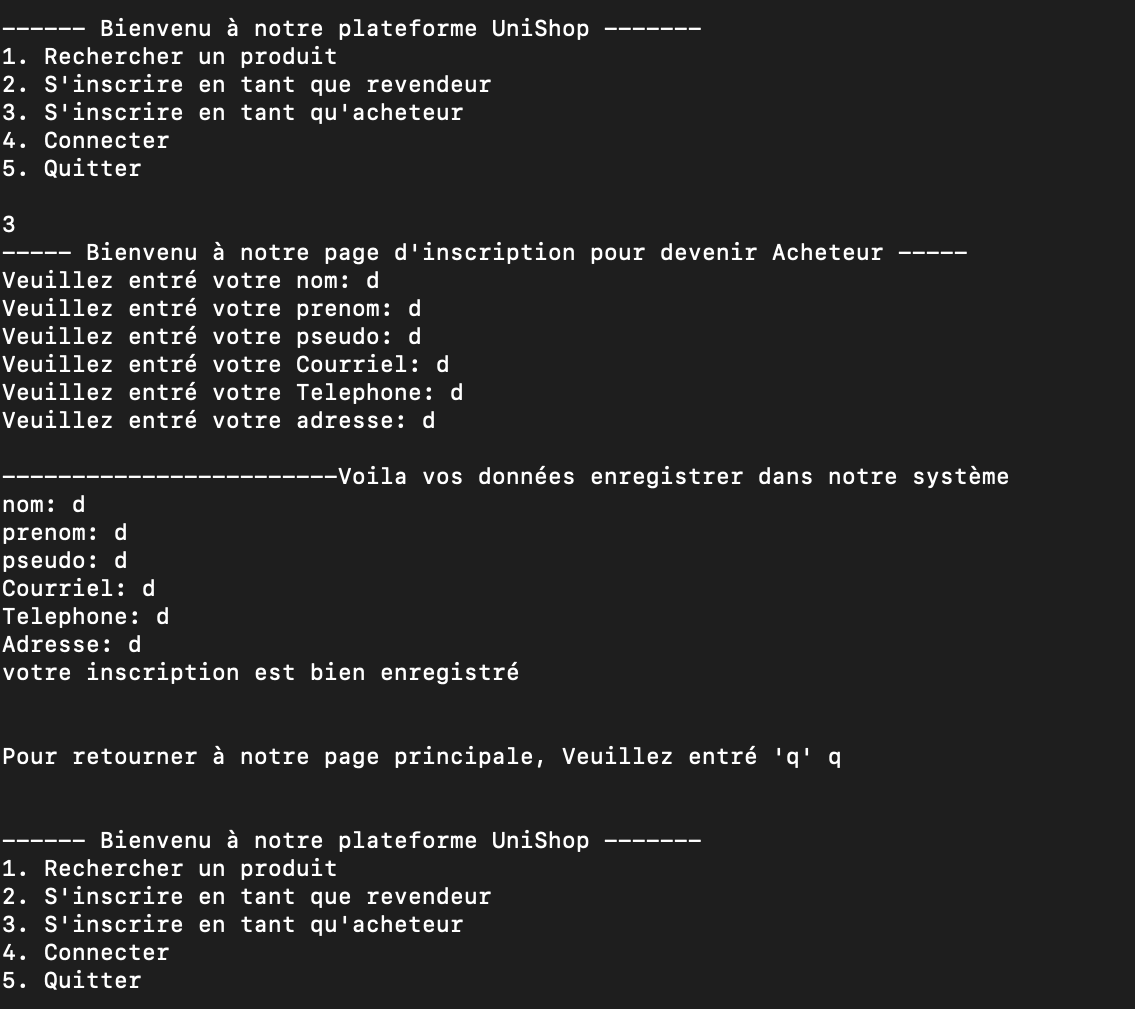 ------ Bienvenu à notre plateforme UniShop -------
1. Rechercher un produit
2. S'inscrire en tant que revendeur
3. S'inscrire en tant qu'acheteur
4. Connecter
5. Quitter
3
----- Bienvenu à notre page d'inscription pour devenir Acheteur -----
Veuillez entré votre nom: d
Veuillez entré votre prenom: d
Veuillez entré votre pseudo: d
Veuillez entré votre Courriel: d
Veuillez entré votre Telephone: d
Veuillez entré votre adresse: d
------------------------Voila vos données enregistrer dans notre système
nom: d
prenom: d
pseudo: d
Courriel: d
Telephone: d
Adresse: d
votre inscription est bien enregistré
Pour retourner à notre page principale, Veuillez entré 'q' q
------ Bienvenu à notre plateforme UniShop -------
1. Rechercher un produit
2. S'inscrire en tant que revendeur
3. S'inscrire en tant qu'acheteur
4. Connecter
5. Quitter